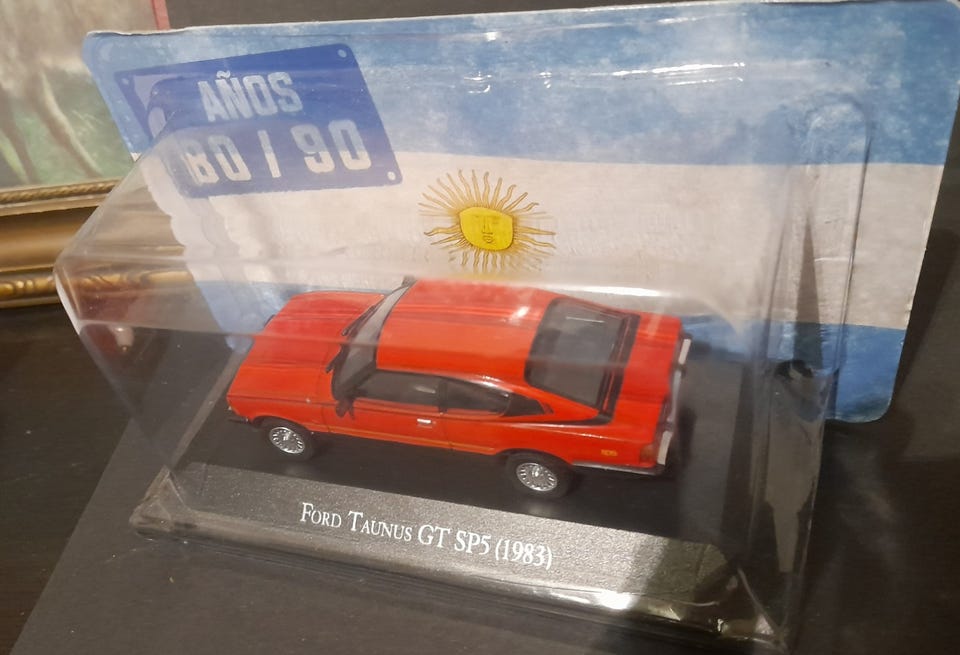 AÑOS
80 / 90
FORD TAUNUS GT SP5 (1983)